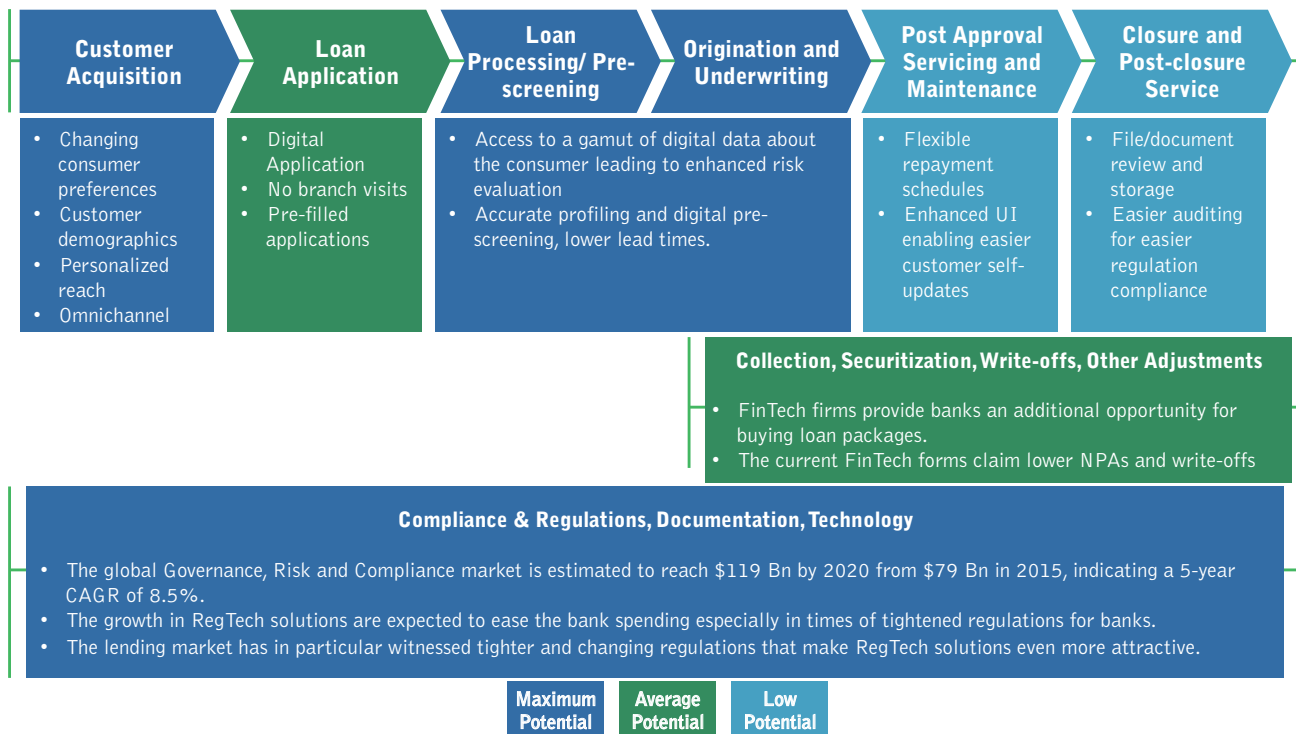 Customer
Acquisition
Loan
Application
Loan
Processing/ Pre-
screening
Origination and
Underwriting
Post Approval
Servicing and
Maintenance
Closure and
Post-closure
Service
• Changing
consumer
preferences
• Customer
demographics
• Personalized
reach
• Omnichannel
• Digital
Application
• No branch visits
• Pre-filled
applications
• Access to a gamut of digital data about
the consumer leading to enhanced risk
evaluation
• Accurate profiling and digital pre-
screening, lower lead times.
• Flexible
repayment
schedules
• Enhanced UI
enabling easier
customer self-
updates
• File/document
review and
storage
• Easier auditing
for easier
regulation
compliance
Collection, Securitization, Write-offs, Other Adjustments
• FinTech firms provide banks an additional opportunity for
buying loan packages.
• The current FinTech forms claim lower NPAs and write-offs
Compliance & Regulations, Documentation, Technology
• The global Governance, Risk and Compliance market is estimated to reach $119 Bn by 2020 from $79 Bn in 2015, indicating a 5-year
CAGR of 8.5%.
• The growth in RegTech solutions are expected to ease the bank spending especially in times of tightened regulations for banks.
• The lending market has in particular witnessed tighter and changing regulations that make RegTech solutions even more attractive.
Maximum
Potential
Average
Potential
Low
Potential